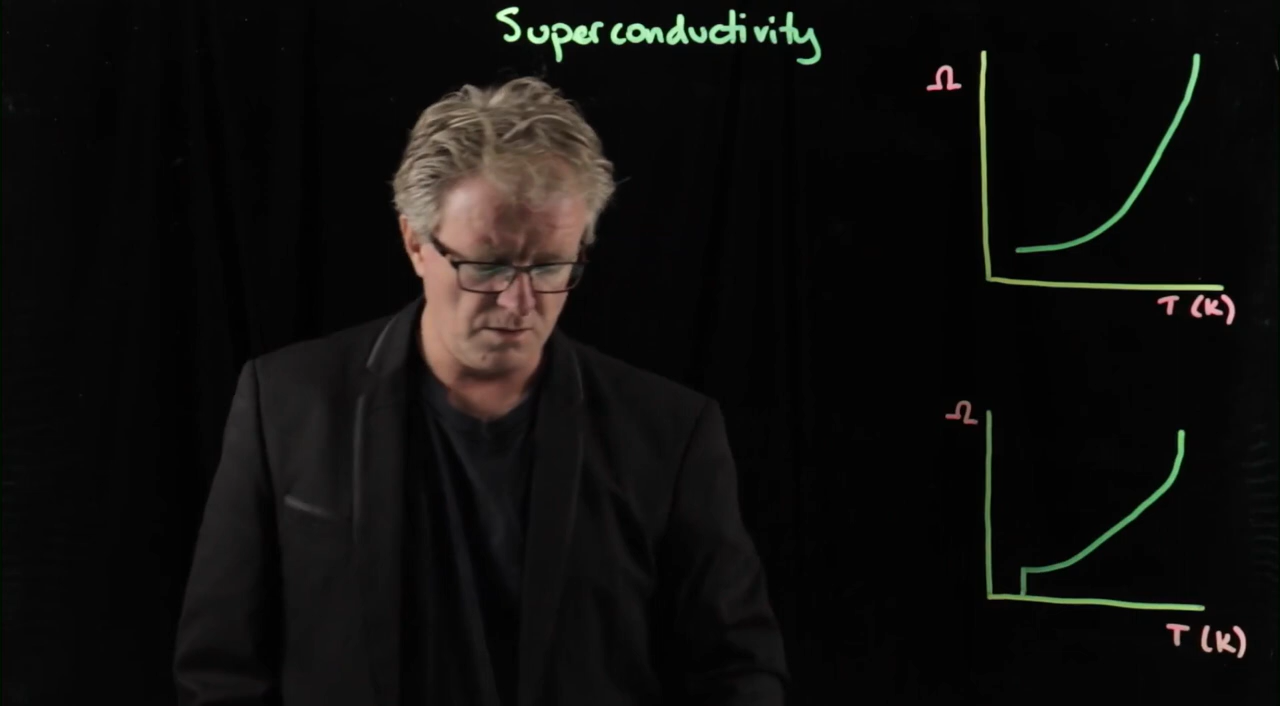 Superconductivity
Ω
T (K)
Ω
T (K)